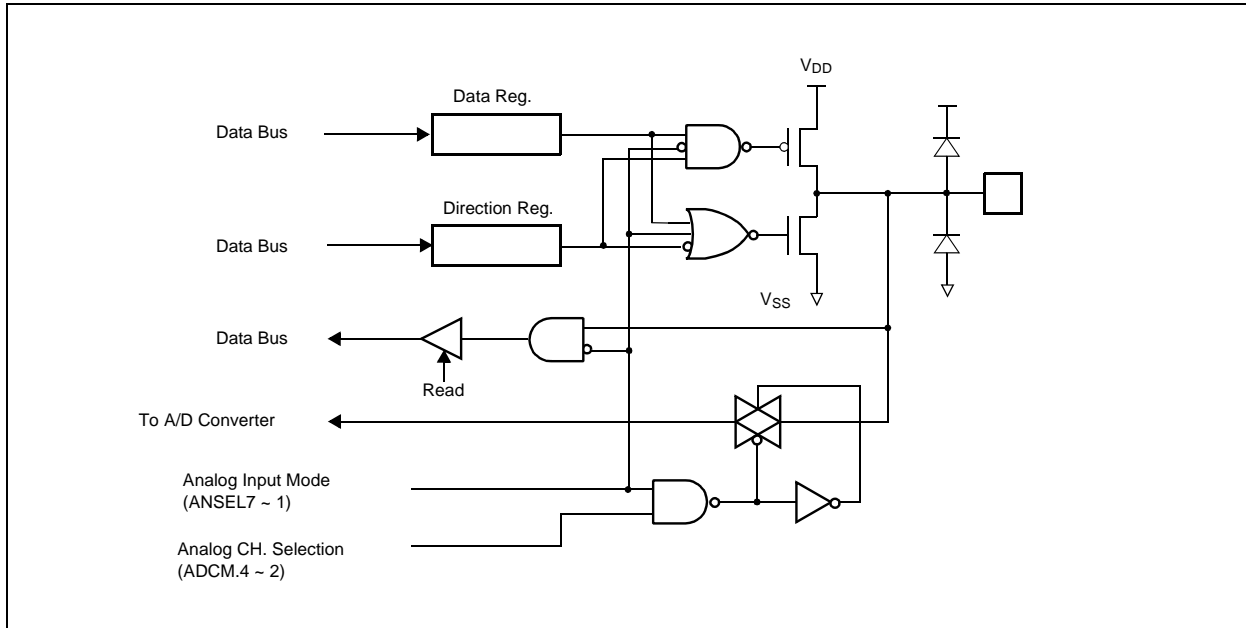 VDD
Data Reg.
Data Bus
Direction Reg.
Data Bus
VSS
Data Bus
Read
To A/D Converter
Analog Input Mode
(ANSEL7 ~ 1)
Analog CH. Selection
(ADCM.4 ~ 2)